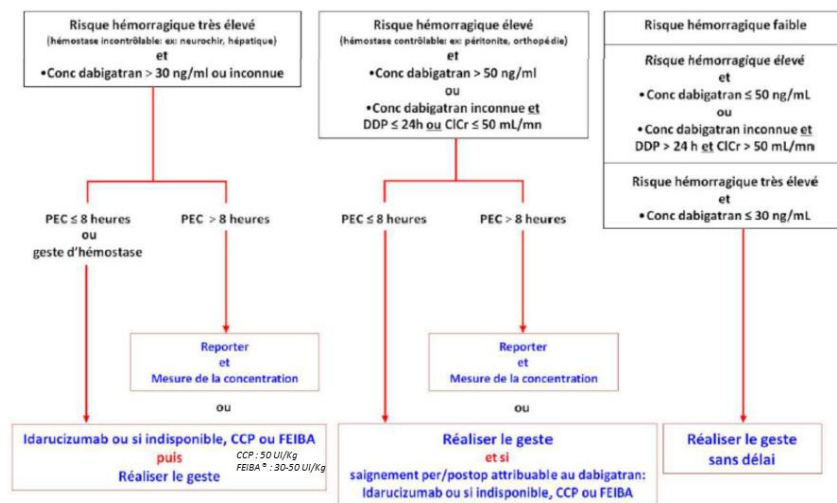 Risque hémorragique très élevé
(hémostase incontrôlable: ex: neurochir, hépatique)
et
•Conc dabigatran > 30 ng/ml ou inconnue
Risque hémorragique élevé
(hémostase contrôlable: ex: péritonite, orthopédie)
et
•Conc dabigatran > 50 ng/ml
ou
•Conc dabigatran inconnue et
DDP ≤ 24h ou ClCr ≤ 50 mL/mn
Risque hémorragique faible
Risque hémorragique élevé
et
•Conc dabigatran ≤ 50 ng/mL
ou
•Conc dabigatran inconnue et
DDP > 24 h et ClCr > 50 mL/mn
Risque hémorragique très élevé
et
•Conc dabigatran ≤ 30 ng/mL
PEC ≤ 8 heures
ou
geste d'hémostase
PEC > 8 heures
PEC ≤ 8 heures
PEC > 8 heures
Reporter
et
Mesure de la concentration
ou
Reporter
et
Mesure de la concentration
ou
Idarucizumab ou si indisponible, CCP ou FEIBA
puis
Réaliser le geste
CCP : 50 UI/Kg
FEIBA® : 30-50 UI/Kg
Réaliser le geste
et si
saignement per/postop attribuable au dabigatran:
Idarucizumab ou si indisponible, CCP ou FEIBA
Réaliser le geste
sans délai